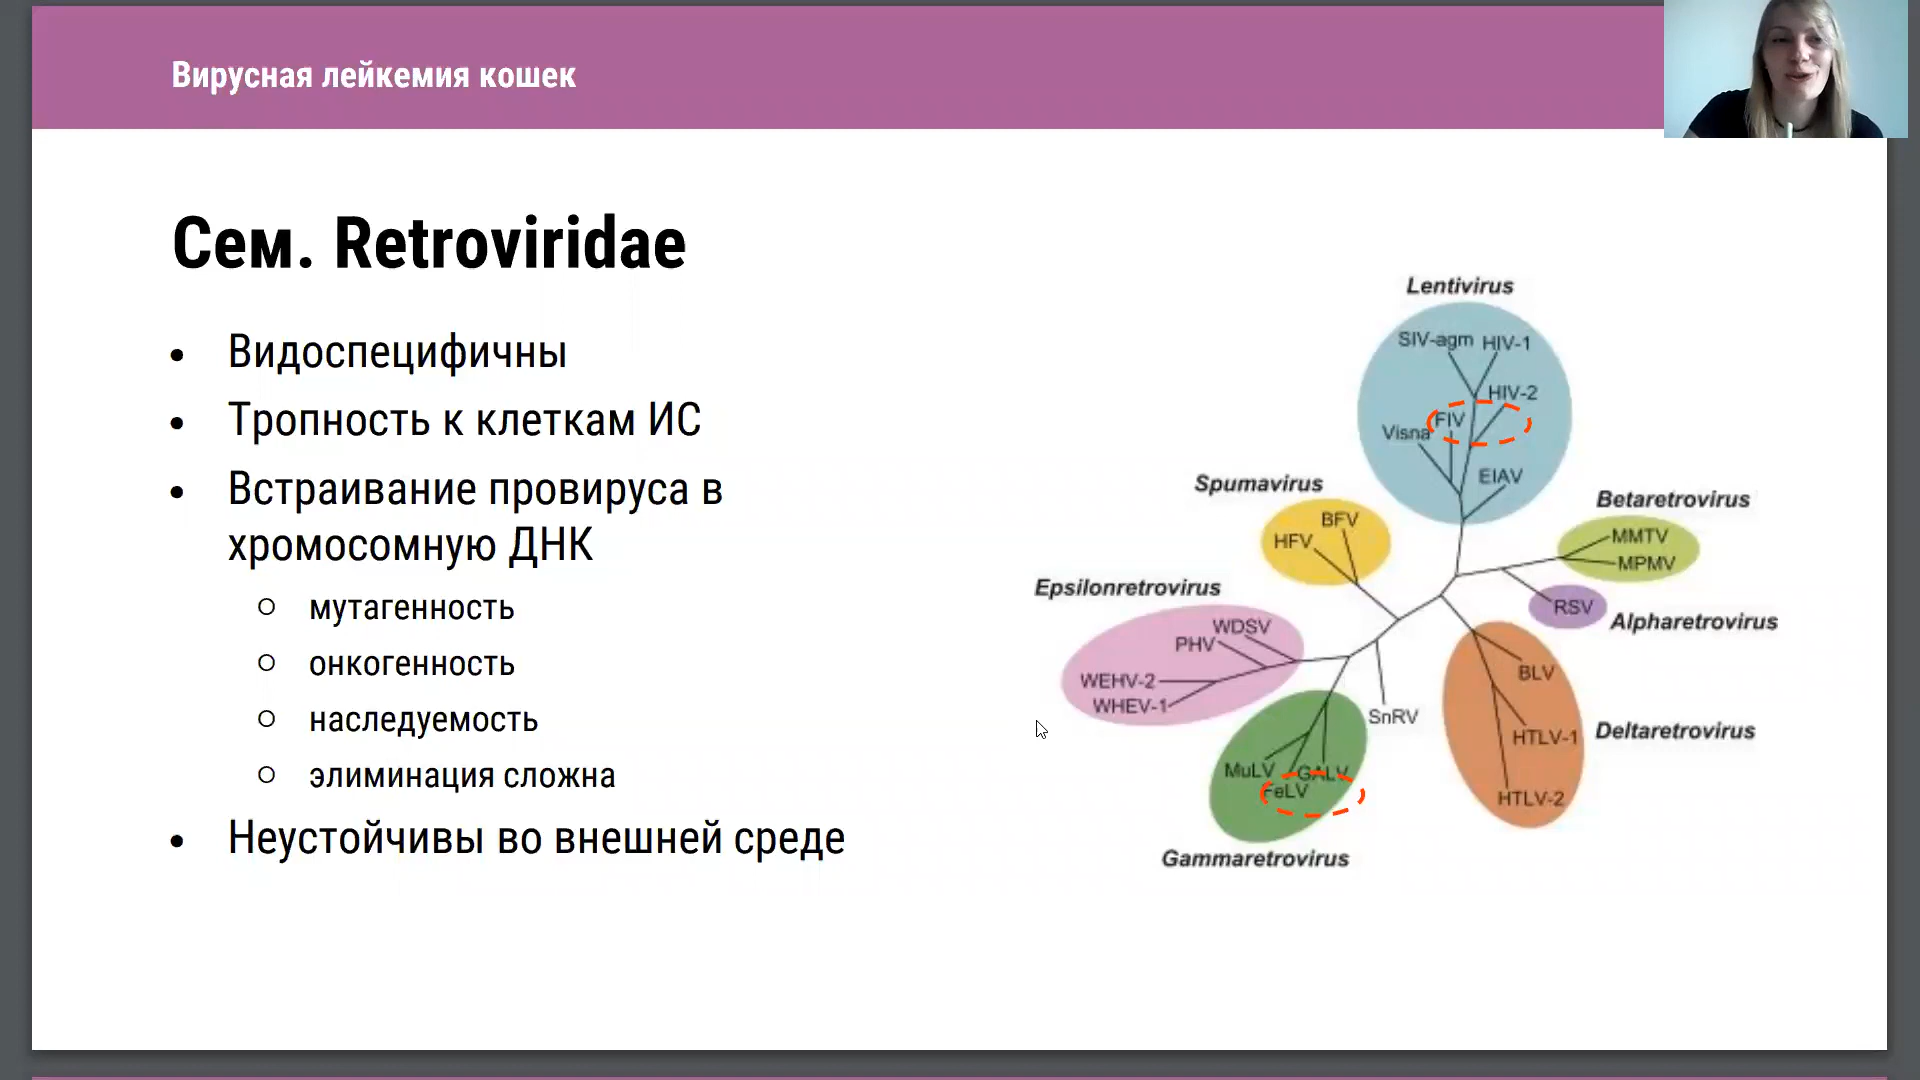 Вирусная лейкемия кошек
Сем. Retroviridae
• Видоспецифичны
• Тропность к клеткам ИС
• Встраивание провируса в
хромосомную ДНК
○ мутагенность
○ онкогенность
○ наследуемость
○ элиминация сложна
• Неустойчивы во внешней среде
Lentivirus
SIV-agm HIV-1
HIV-2
FIV
Visna
EIAV
Spumavirus
BFV
HFV
Betaretrovirus
MMTV
MPMV
RSV
Alpharetrovirus
Epsilonretrovirus
WDSV
PHV
WEHV-2
WHEV-1
SnRV
BLV
HTLV-1
HTLV-2
Deltaretrovirus
MuLV GALV
FeLV
Gammaretrovirus